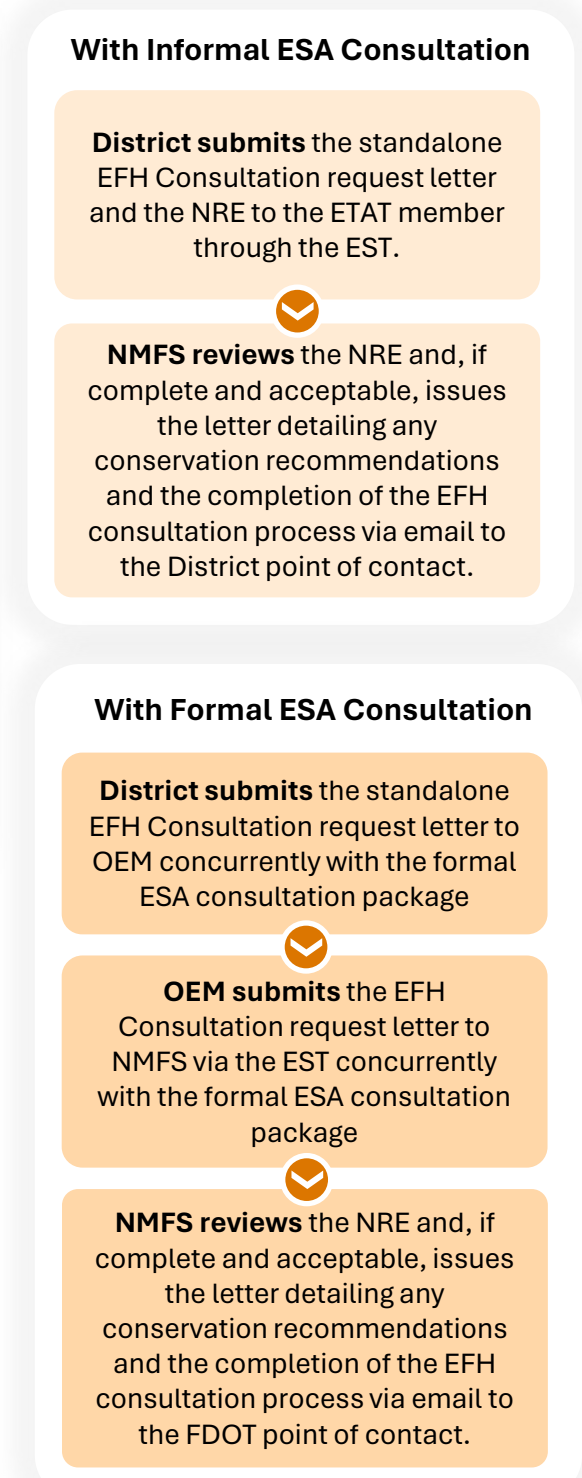 With Informal ESA Consultation
District submits the standalone
EFH Consultation request letter
and the NRE to the ETAT member
through the EST.
NMFS reviews the NRE and, if
complete and acceptable, issues
the letter detailing any
conservation recommendations
and the completion of the EFH
consultation process via email to
the District point of contact.
With Formal ESA Consultation
District submits the standalone
EFH Consultation request letter to
OEM concurrently with the formal
ESA consultation package
OEM submits the EFH
Consultation request letter to
NMFS via the EST concurrently
with the formal ESA consultation
package
NMFS reviews the NRE and, if
complete and acceptable, issues
the letter detailing any
conservation recommendations
and the completion of the EFH
consultation process via email to
the FDOT point of contact.